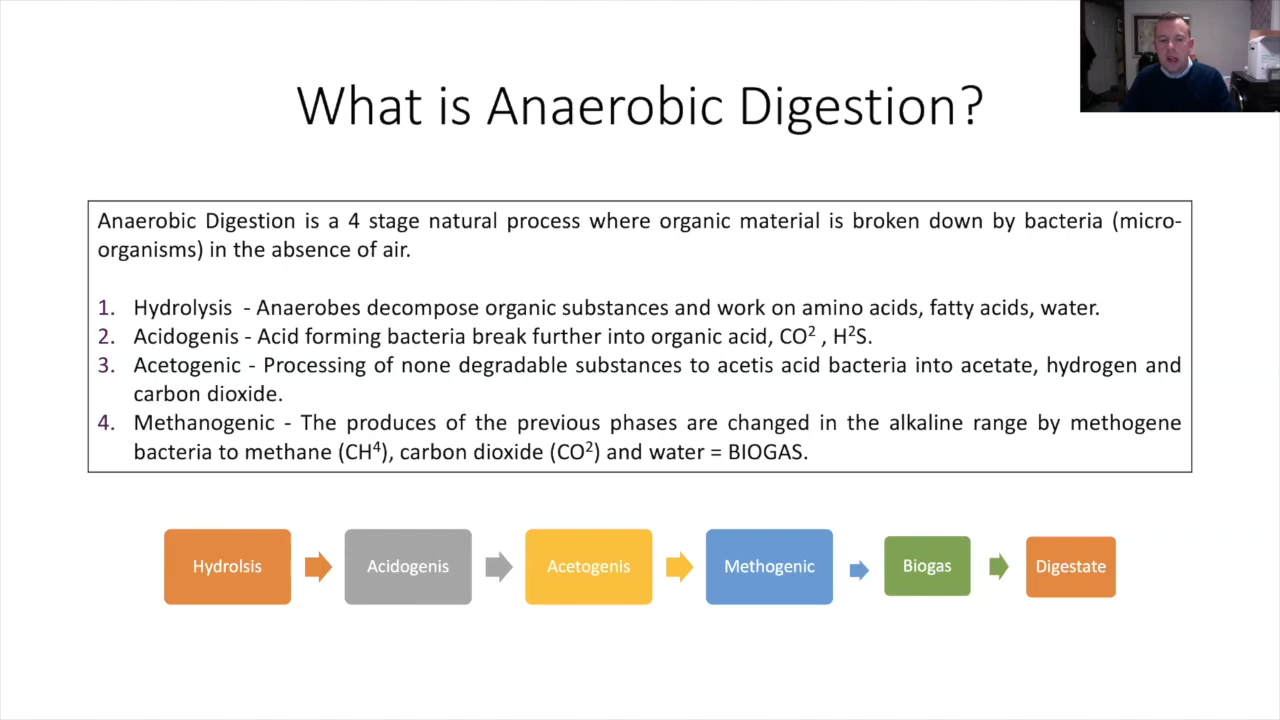 What is Anaerobic Digestion?
Anaerobic Digestion is a 4 stage natural process where organic material is broken down by bacteria (micro-
organisms) in the absence of air.
1. Hydrolysis - Anaerobes decompose organic substances and work on amino acids, fatty acids, water.
2. Acidogenis - Acid forming bacteria break further into organic acid, CO² , H²S.
3. Acetogenic - Processing of none degradable substances to acetis acid bacteria into acetate, hydrogen and
carbon dioxide.
4. Methanogenic - The produces of the previous phases are changed in the alkaline range by methogene
bacteria to methane (CH⁴), carbon dioxide (CO²) and water = BIOGAS.
Hydrolsis
Acidogenis
Acetogenis
Methogenic
Biogas
Digestate